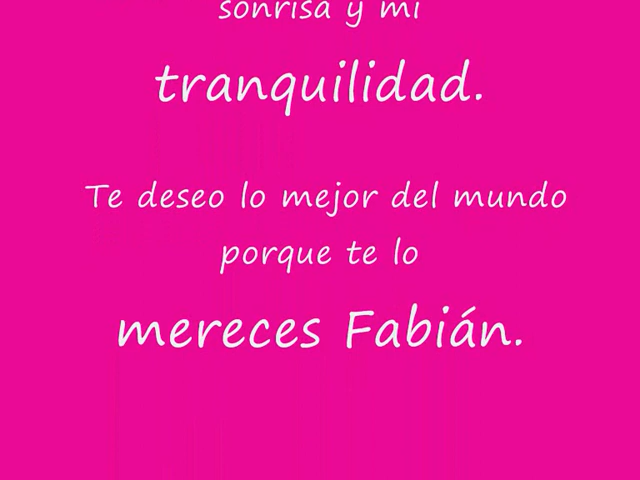 sonrisa y mi
tranquilidad.
Te deseo lo mejor del mundo
porque te lo
mereces Fabián.